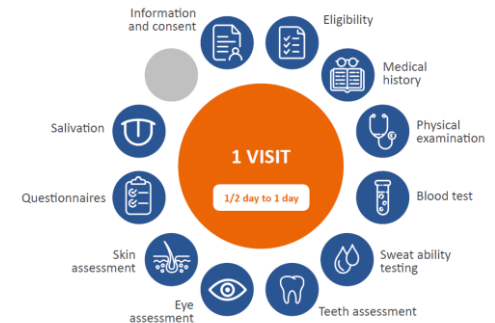 Information
and consent
Eligibility
Medical
history
Physical
examination
Blood test
Sweat ability
testing
Teeth assessment
Eye
assessment
Skin
assessment
Questionnaires
Salivation
1 VISIT
1/2 day to 1 day